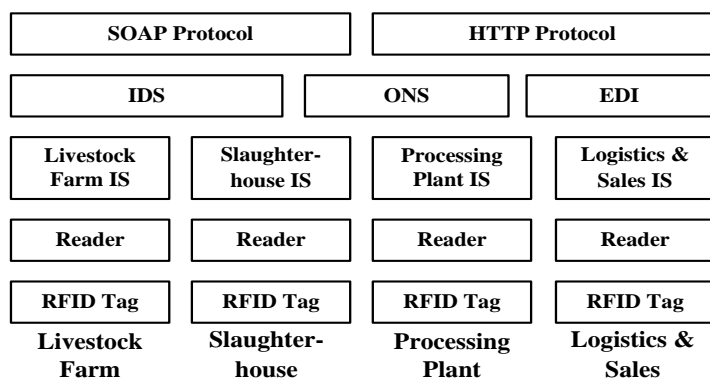 SOAP Protocol
HTTP Protocol
IDS
ONS
EDI
Livestock
Farm IS
Slaughter-
house IS
Processing
Plant IS
Logistics &
Sales IS
Reader
Reader
Reader
Reader
RFID Tag
RFID Tag
RFID Tag
RFID Tag
Livestock
Farm
Slaughter-
house
Processing
Plant
Logistics &
Sales